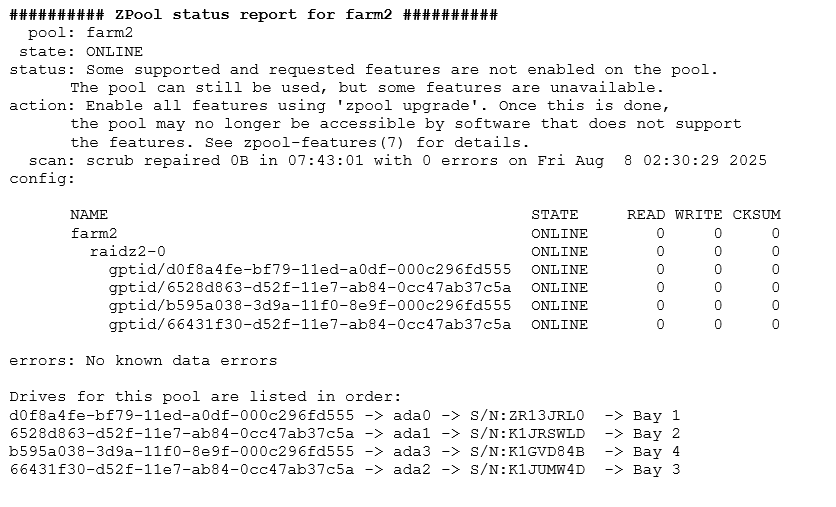 ########## ZPool status report for farm2 ##########
  pool: farm2
 state: ONLINE
status: Some supported and requested features are not enabled on the pool.
	The pool can still be used, but some features are unavailable.
action: Enable all features using 'zpool upgrade'. Once this is done,
	the pool may no longer be accessible by software that does not support
	the features. See zpool-features(7) for details.
  scan: scrub repaired 0B in 07:43:01 with 0 errors on Fri Aug  8 02:30:29 2025
config:

	NAME                                            STATE     READ WRITE CKSUM
	farm2                                           ONLINE       0     0     0
	  raidz2-0                                      ONLINE       0     0     0
	    gptid/d0f8a4fe-bf79-11ed-a0df-000c296fd555  ONLINE       0     0     0
	    gptid/6528d863-d52f-11e7-ab84-0cc47ab37c5a  ONLINE       0     0     0
	    gptid/b595a038-3d9a-11f0-8e9f-000c296fd555  ONLINE       0     0     0
	    gptid/66431f30-d52f-11e7-ab84-0cc47ab37c5a  ONLINE       0     0     0

errors: No known data errors

Drives for this pool are listed in order:
d0f8a4fe-bf79-11ed-a0df-000c296fd555 -> ada0 -> S/N:ZR13JRL0  -> Bay 1
6528d863-d52f-11e7-ab84-0cc47ab37c5a -> ada1 -> S/N:K1JRSWLD  -> Bay 2
b595a038-3d9a-11f0-8e9f-000c296fd555 -> ada3 -> S/N:K1GVD84B  -> Bay 4
66431f30-d52f-11e7-ab84-0cc47ab37c5a -> ada2 -> S/N:K1JUMW4D  -> Bay 3